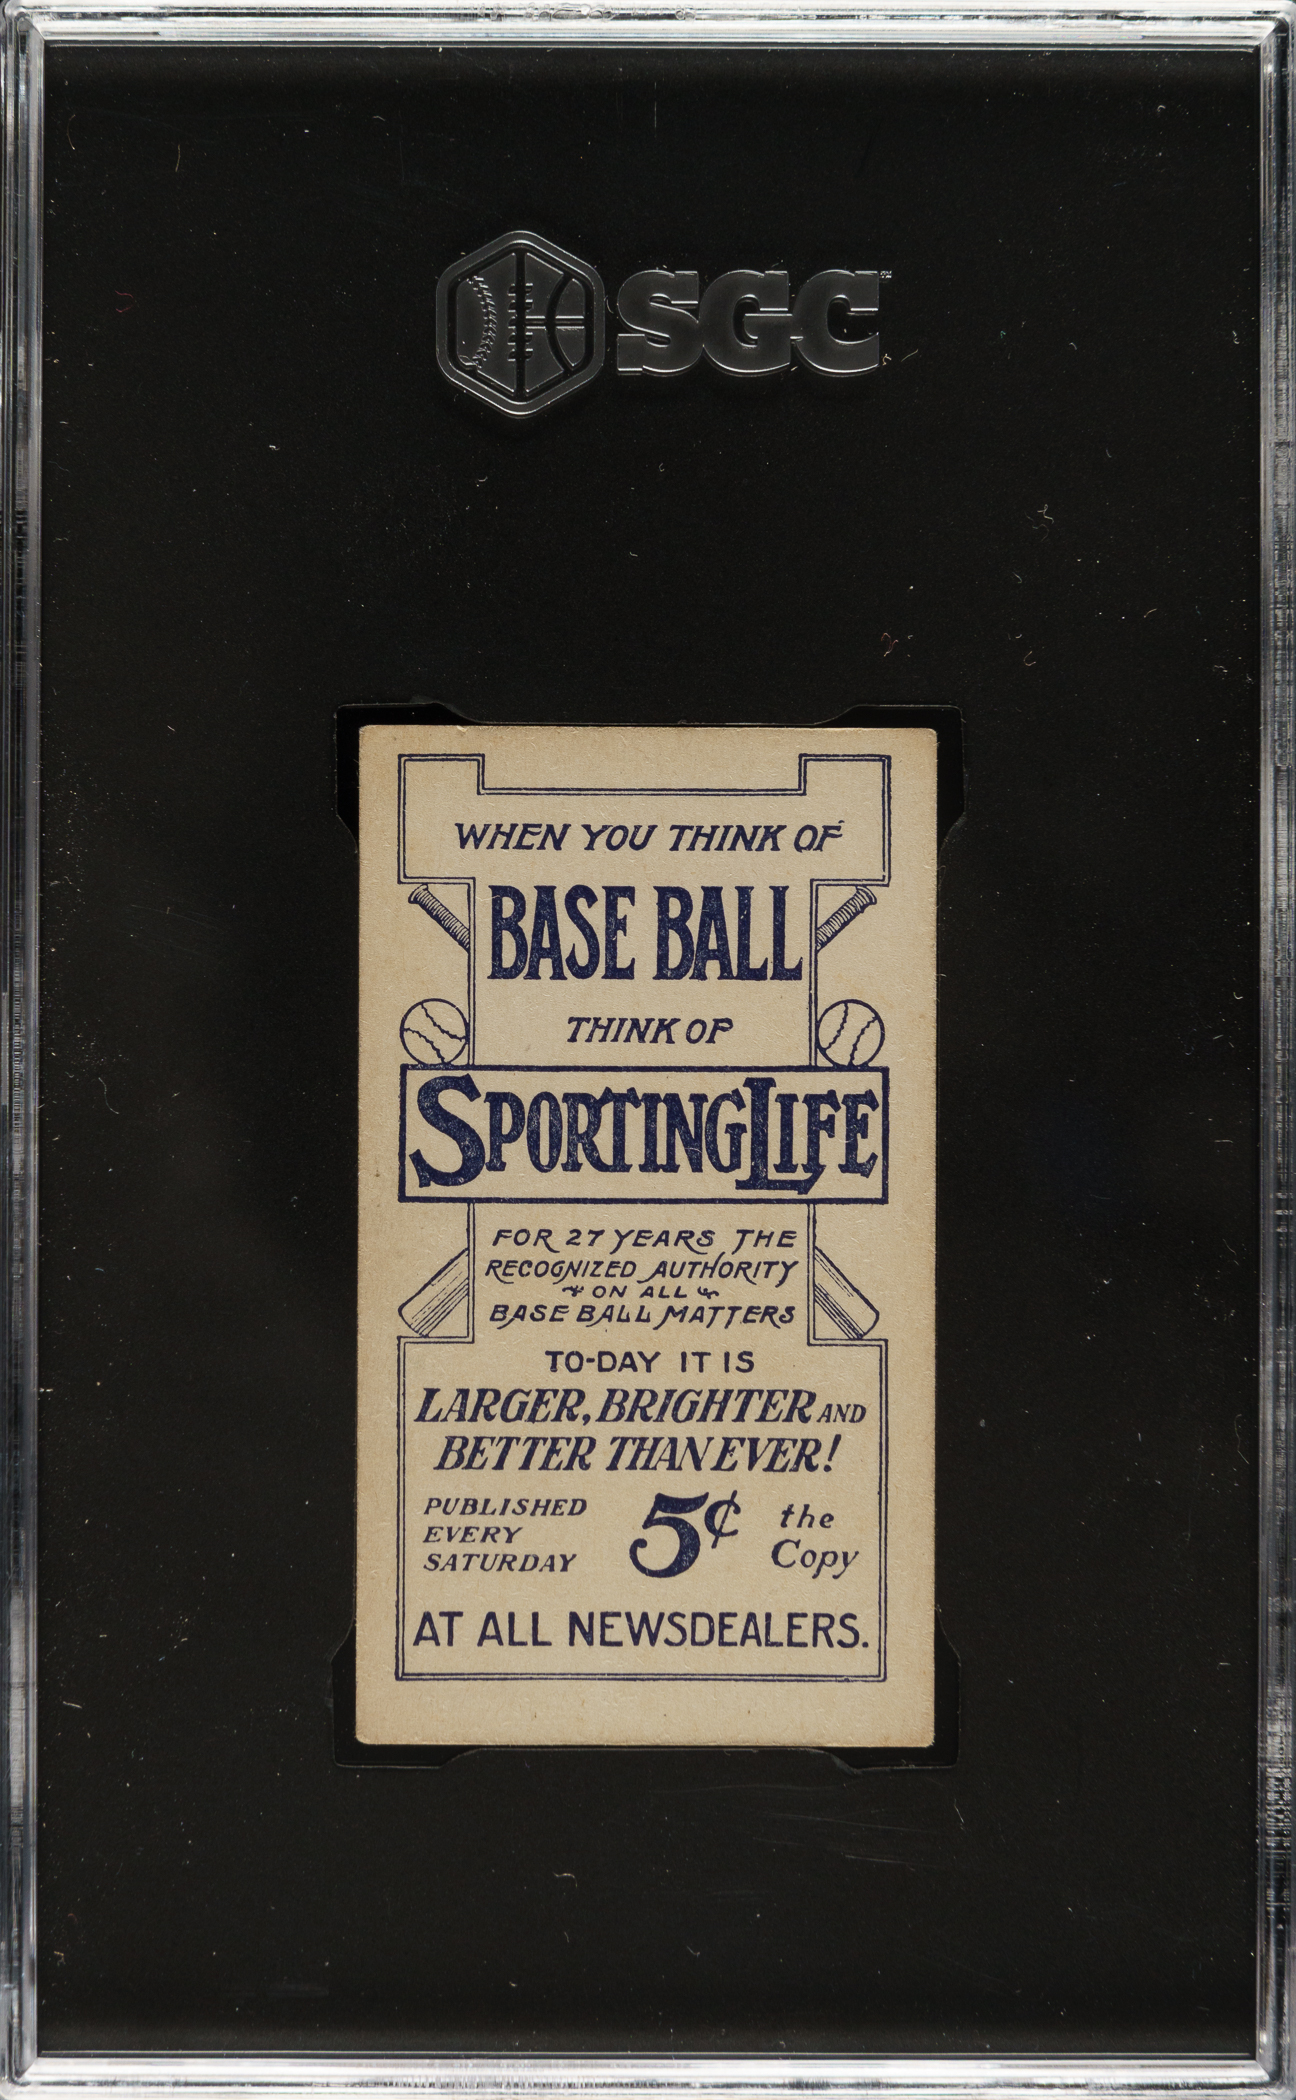 SGC
WHEN YOU THINK OF
BASE BALL
THINK OF
SPORTING LIFE
FOR 27 YEARS THE
RECOGNIZED AUTHORITY
ON ALL
BASE BALL MATTERS
TO-DAY IT IS
LARGER, BRIGHTER AND
BETTER THAN EVER!
PUBLISHED
EVERY
SATURDAY
5¢
the
Copy
AT ALL NEWSDEALERS.